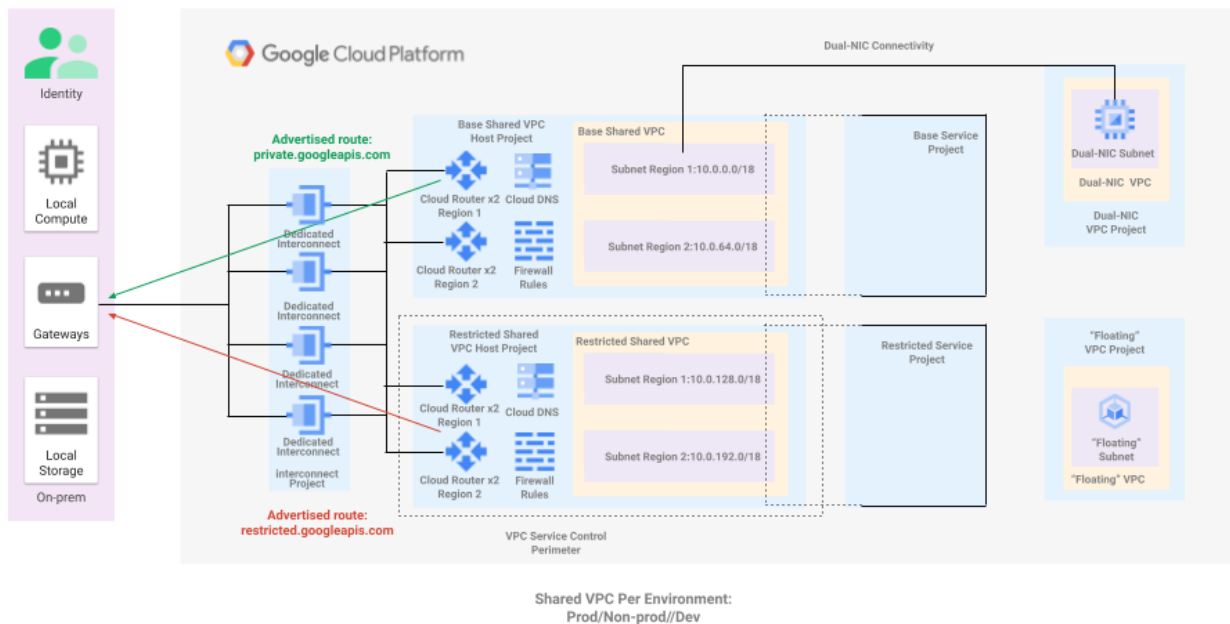 Google Cloud Platform
Dual-NIC Connectivity
Identity
Local
Compute
Gateways
Local
Storage
On-prem
Advertised route:
private.googleapis.com
Dedicated
Interconnect
Dedicated
Interconnect
Dedicated
Interconnect
Dedicated
Interconnect
interconnect
Project
Advertised route:
restricted.googleapis.com
Base Shared VPC
Host Project
Cloud Router x2
Region 1
Cloud DNS
Cloud Router x2
Region 2
Firewall
Rules
Base Shared VPC
Subnet Region 1:10.0.0.0/18
Subnet Region 2:10.0.64.0/18
Base Service
Project
Dual-NIC Subnet
Dual-NIC VPC
Dual-NIC
VPC Project
Restricted Shared
VPC Host Project
Cloud Router x2
Region 1
Cloud DNS
Cloud Router x2
Region 2
Firewall
Rules
Restricted Shared VPC
Subnet Region 1:10.0.128.0/18
Subnet Region 2:10.0.192.0/18
Restricted Service
Project
"Floating"
VPC Project
"Floating"
Subnet
"Floating" VPC
VPC Service Control
Perimeter
Shared VPC Per Environment:
Prod/Non-prod//Dev